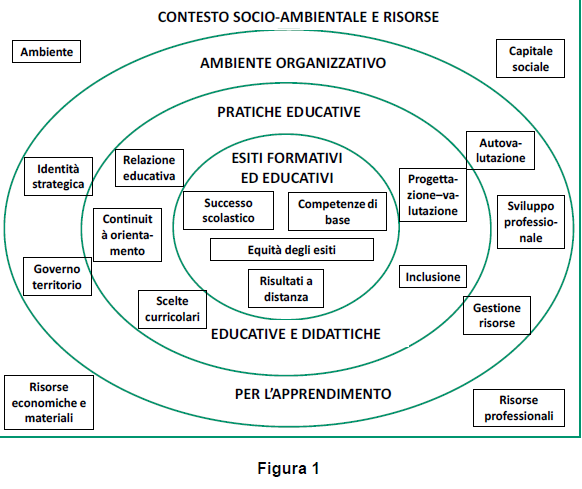 CONTESTO SOCIO-AMBIENTALE E RISORSE
Ambiente
Capitale
sociale
AMBIENTE ORGANIZZATIVO
PRATICHE EDUCATIVE
Autova-
lutazione
ESITI FORMATIVI
ED EDUCATIVI
Relazione
educativa
Identità
strategica
Progetta-
zione–va-
lutazione
Successo
scolastico
Competenze di
base
Sviluppo
professio-
nale
Continuit
à orienta-
mento
Equità degli esiti
Governo
territorio
Risultati a
distanza
Inclusione
Scelte
curricolari
Gestione
risorse
EDUCATIVE E DIDATTICHE
Risorse
economiche e
materiali
PER L’APPRENDIMENTO
Risorse
professionali
Figura 1